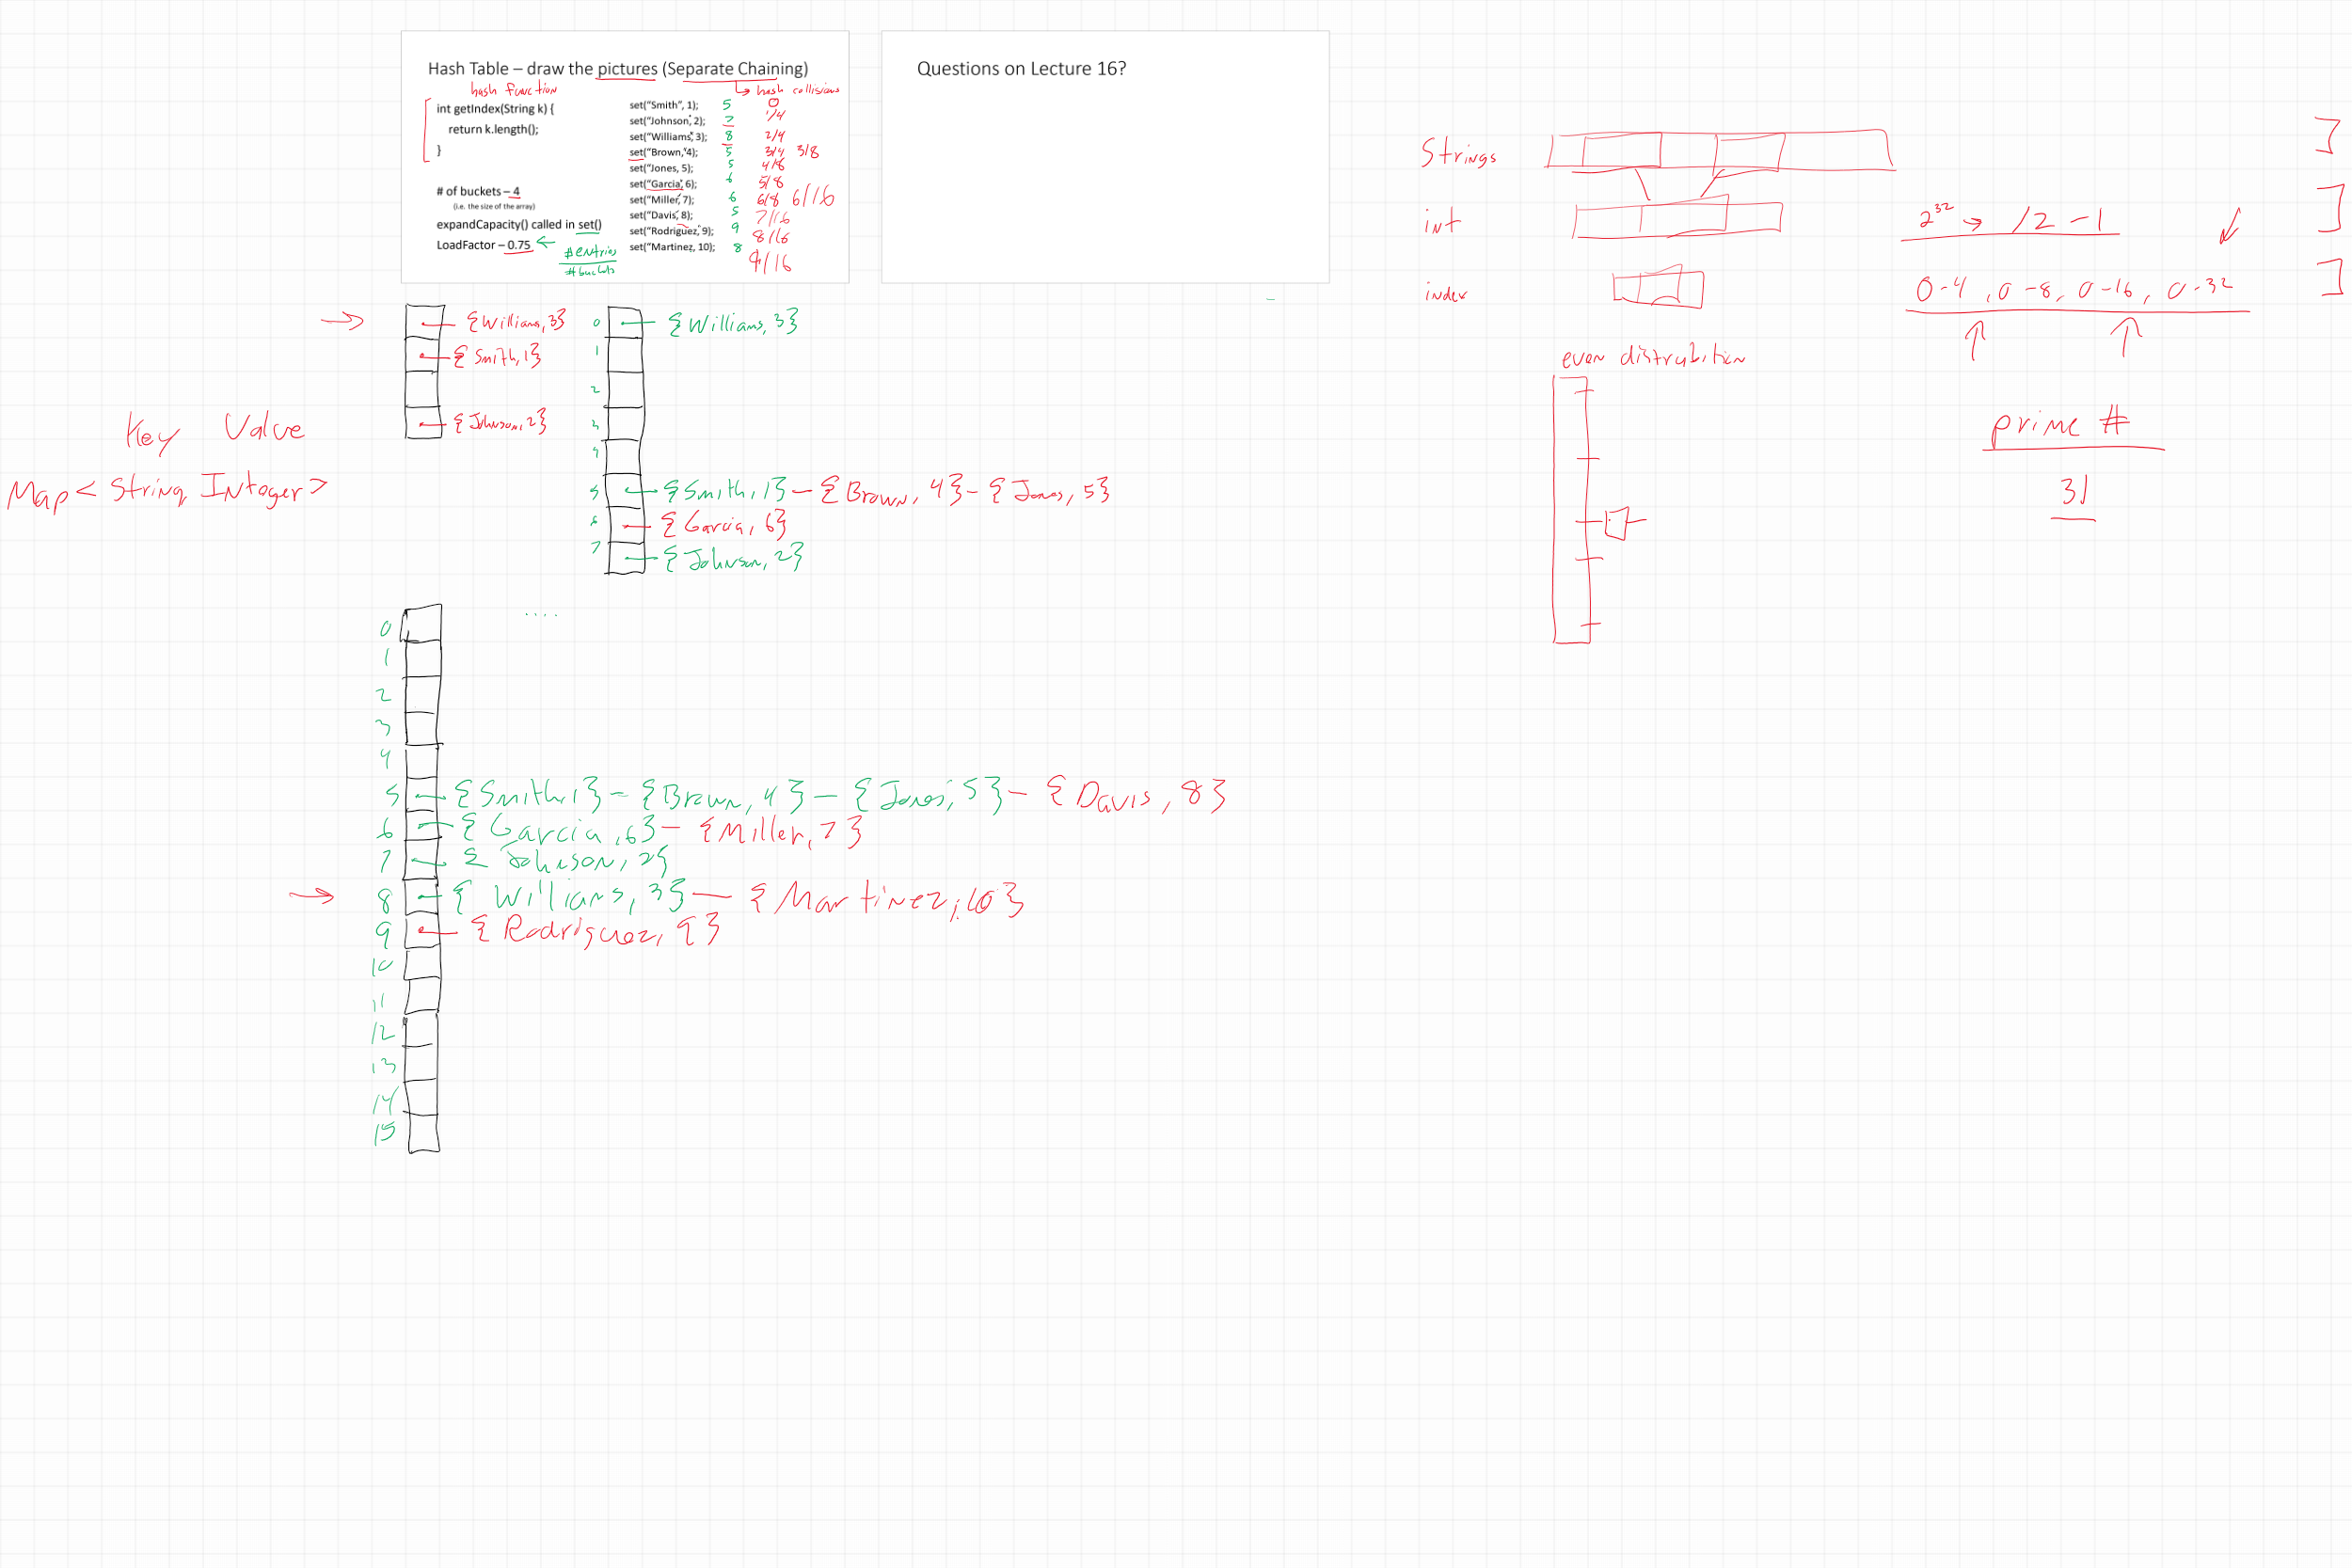 Hash Table – draw the pictures (Separate Chaining)
hash function
hash collisions
int getIndex(String k) {
return k.length();
}
# of buckets – 4
(i.e. the size of the array)
expandCapacity() called in set()
LoadFactor – 0.75
# entries
# buckets
set("Smith", 1); 5 0
set("Johnson", 2); 7 1/4
set("Williams", 3); 8 2/4
set("Brown,"4); 5 3/4 3/8
set("Jones, 5); 5 4/8
set("Garcia", 6); 6 5/8
set("Miller", 7); 6 6/8 6/16
set("Davis", 8); 5 7/16
set("Rodriguez," 9); 9 8/16
set("Martinez, 10); 8
9/16
Questions on Lecture 16?
{Williams, 3}
{Smith, 1}
{Johnson, 2}
Key Value
Map < String Integer >
0 {Williams, 3}
1
2
3
4
5 {Smith, 1} – {Brown, 4} – {Jones, 5}
6 {Garcia, 6}
7 {Johnson, 2}
....
0
1
2
3
4
5 {Smith, 1} – {Brown, 4} – {Jones, 5} – {Davis, 8}
6 {Garcia, 6} – {Miller, 7}
7 {Johnson, 2}
8 {Williams, 3} – {Martinez, 10}
9 {Rodriguez, 9}
10
11
12
13
14
15
Strings
int 2^32 → /2 - 1
index 0-4, 0-8, 0-16, 0-32
even distrubition
prime #
31